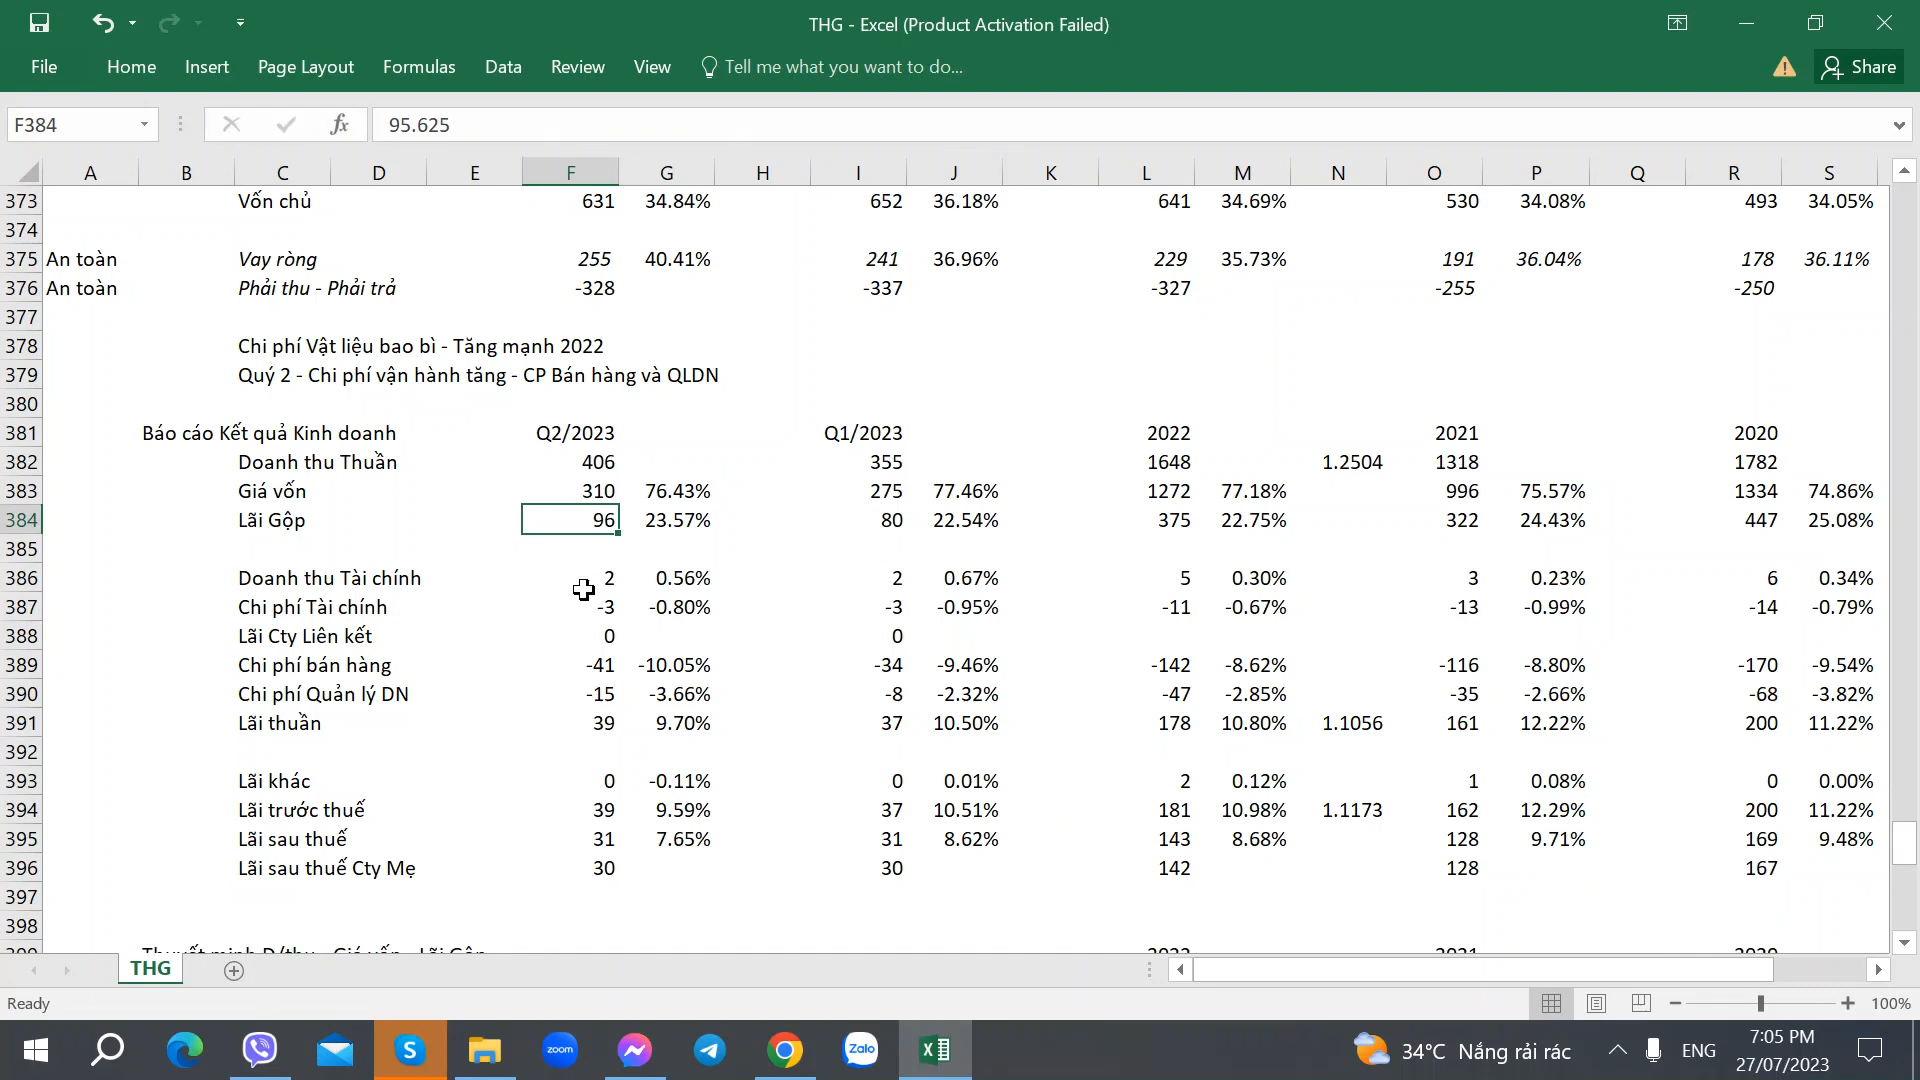 THG - Excel (Product Activation Failed)
File Home Insert Page Layout Formulas Data Review View Tell me what you want to do... Share
F384 fx 95.625
A B C D E F G H I J K L M N O P Q R S
373 Vốn chủ 631 34.84% 652 36.18% 641 34.69% 530 34.08% 493 34.05%
374
375 An toàn Vay ròng 255 40.41% 241 36.96% 229 35.73% 191 36.04% 178 36.11%
376 An toàn Phải thu - Phải trả -328 -337 -327 -255 -250
377
378 Chi phí Vật liệu bao bì - Tăng mạnh 2022
379 Quý 2 - Chi phí vận hành tăng - CP Bán hàng và QLDN
380
381 Báo cáo Kết quả Kinh doanh Q2/2023 Q1/2023 2022 2021 2020
382 Doanh thu Thuần 406 355 1648 1.2504 1318 1782
383 Giá vốn 310 76.43% 275 77.46% 1272 77.18% 996 75.57% 1334 74.86%
384 Lãi Gộp 96 23.57% 80 22.54% 375 22.75% 322 24.43% 447 25.08%
385
386 Doanh thu Tài chính 2 0.56% 2 0.67% 5 0.30% 3 0.23% 6 0.34%
387 Chi phí Tài chính -3 -0.80% -3 -0.95% -11 -0.67% -13 -0.99% -14 -0.79%
388 Lãi Cty Liên kết 0 0
389 Chi phí bán hàng -41 -10.05% -34 -9.46% -142 -8.62% -116 -8.80% -170 -9.54%
390 Chi phí Quản lý DN -15 -3.66% -8 -2.32% -47 -2.85% -35 -2.66% -68 -3.82%
391 Lãi thuần 39 9.70% 37 10.50% 178 10.80% 1.1056 161 12.22% 200 11.22%
392
393 Lãi khác 0 -0.11% 0 0.01% 2 0.12% 1 0.08% 0 0.00%
394 Lãi trước thuế 39 9.59% 37 10.51% 181 10.98% 1.1173 162 12.29% 200 11.22%
395 Lãi sau thuế 31 7.65% 31 8.62% 143 8.68% 128 9.71% 169 9.48%
396 Lãi sau thuế Cty Mẹ 30 30 142 128 167
397
398
399 Thuyết minh D/thu - Giá vốn - Lãi Gộp 2022 2021 2020
THG
Ready 100%
S zoom Zalo 34°C Nắng rải rác ENG 7:05 PM
27/07/2023